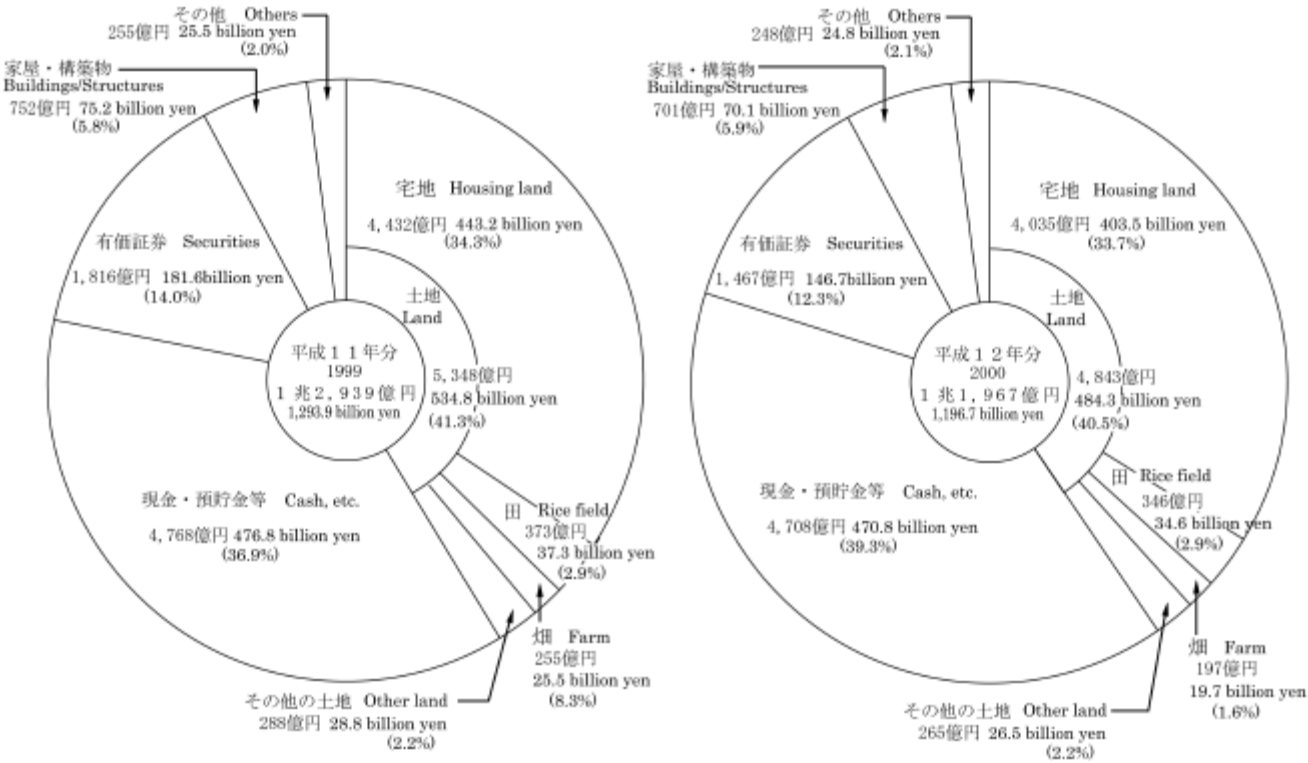 その他 Others
255億円 25.5 billion yen
(2.0%)
家屋・構築物
Buildings/Structures
752億円 75.2 billion yen
(5.8%)
宅地 Housing land
4,432億円 443.2 billion yen
(34.3%)
有価証券 Securities
1,816億円 181.6billion yen
(14.0%)
土地
Land
平成11年分
1999
1兆2,939億円
1,293.9 billion yen
5,348億円
534.8 billion yen
(41.3%)
現金・預貯金等 Cash, etc.
4,768億円 476.8 billion yen
(36.9%)
田 Rice field
373億円
37.3 billion yen
(2.9%)
畑 Farm
255億円
25.5 billion yen
(8.3%)
その他の土地 Other land
288億円 28.8 billion yen
(2.2%)
その他 Others
248億円 24.8 billion yen
(2.1%)
家屋・構築物
Buildings/Structures
701億円 70.1 billion yen
(5.9%)
宅地 Housing land
4,035億円 403.5 billion yen
(33.7%)
有価証券 Securities
1,467億円 146.7billion yen
(12.3%)
土地
Land
平成12年分
2000
1兆1,967億円
1,196.7 billion yen
4,843億円
484.3 billion yen
(40.5%)
現金・預貯金等 Cash, etc.
4,708億円 470.8 billion yen
(39.3%)
田 Rice field
346億円
34.6 billion yen
(2.9%)
畑 Farm
197億円
19.7 billion yen
(1.6%)
その他の土地 Other land
265億円 26.5 billion yen
(2.2%)